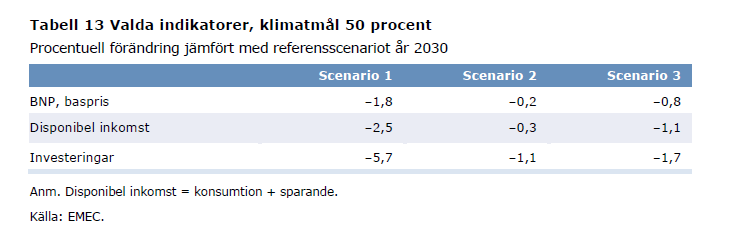 Tabell 13 Valda indikatorer, klimatmål 50 procent
Procentuell förändring jämfört med referensscenariot år 2030
Scenario 1 Scenario 2 Scenario 3
BNP, baspris –1,8 –0,2 –0,8
Disponibel inkomst –2,5 –0,3 –1,1
Investeringar –5,7 –1,1 –1,7
Anm. Disponibel inkomst = konsumtion + sparande.
Källa: EMEC.